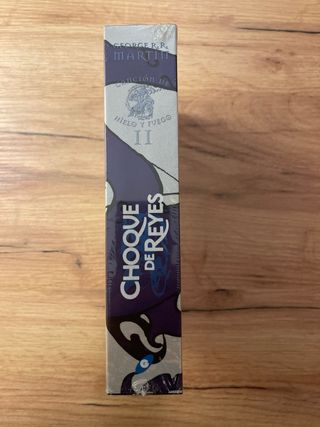 GEORGE R. R.
MARTIN
CANCIÓN DE
HIELO Y FUEGO
II
CHOQUE
DE REYES